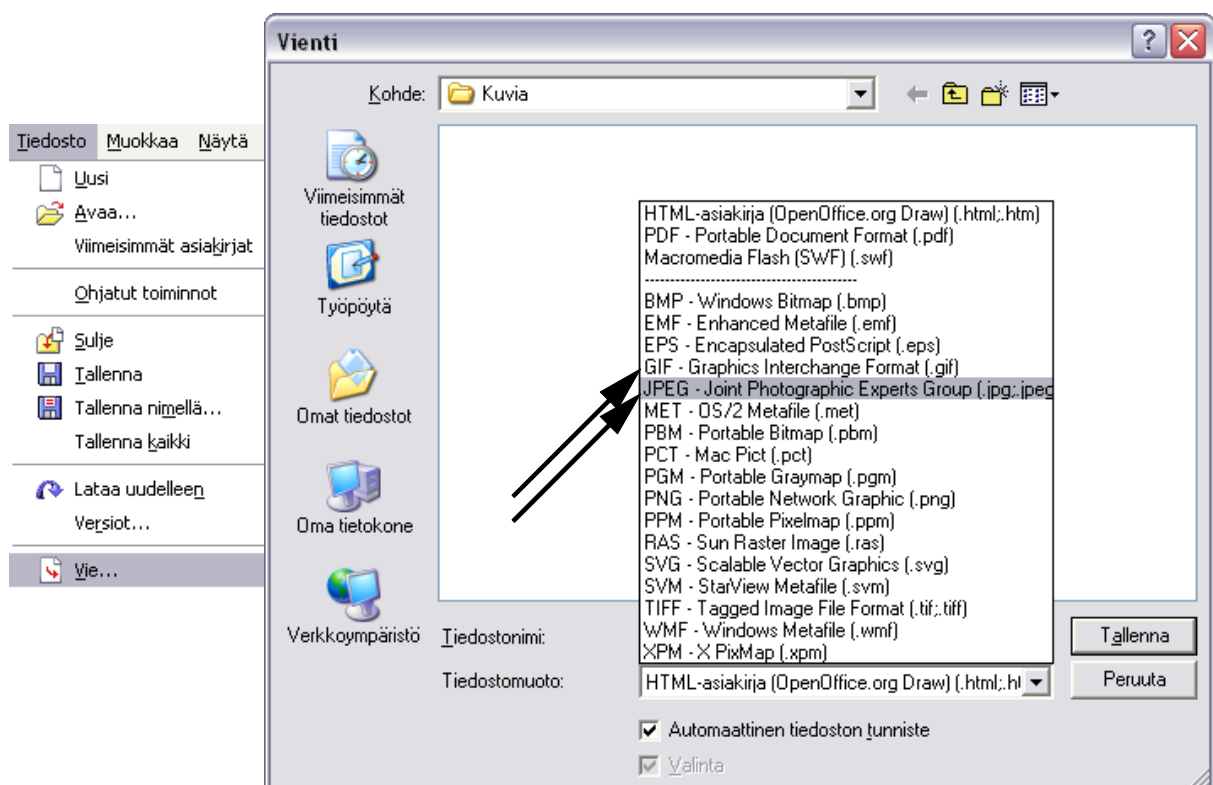 Tiedosto Muokkaa Näytä
Uusi
Avaa...
Viimeisimmät asiakirjat
Ohjatut toiminnot
Sulje
Tallenna
Tallenna nimellä...
Tallenna kaikki
Lataa uudelleen
Versiot...
Vie...
Vienti
Kohde: Kuvia
Viimeisimmät
tiedostot
Työpöytä
Omat tiedostot
Oma tietokone
Verkkoympäristö
HTML-asiakirja (OpenOffice.org Draw) (.html;.htm)
PDF - Portable Document Format (.pdf)
Macromedia Flash (SWF) (.swf)
----------------------------------------
BMP - Windows Bitmap (.bmp)
EMF - Enhanced Metafile (.emf)
EPS - Encapsulated PostScript (.eps)
GIF - Graphics Interchange Format (.gif)
JPEG - Joint Photographic Experts Group (.jpg;.jpeg
MET - OS/2 Metafile (.met)
PBM - Portable Bitmap (.pbm)
PCT - Mac Pict (.pct)
PGM - Portable Graymap (.pgm)
PNG - Portable Network Graphic (.png)
PPM - Portable Pixelmap (.ppm)
RAS - Sun Raster Image (.ras)
SVG - Scalable Vector Graphics (.svg)
SVM - StarView Metafile (.svm)
TIFF - Tagged Image File Format (.tif;.tiff)
WMF - Windows Metafile (.wmf)
XPM - X PixMap (.xpm)
Tiedostonimi: Tallenna
Tiedostomuoto: HTML-asiakirja (OpenOffice.org Draw) (.html;.ht Peruuta
Automaattinen tiedoston tunniste
Valinta